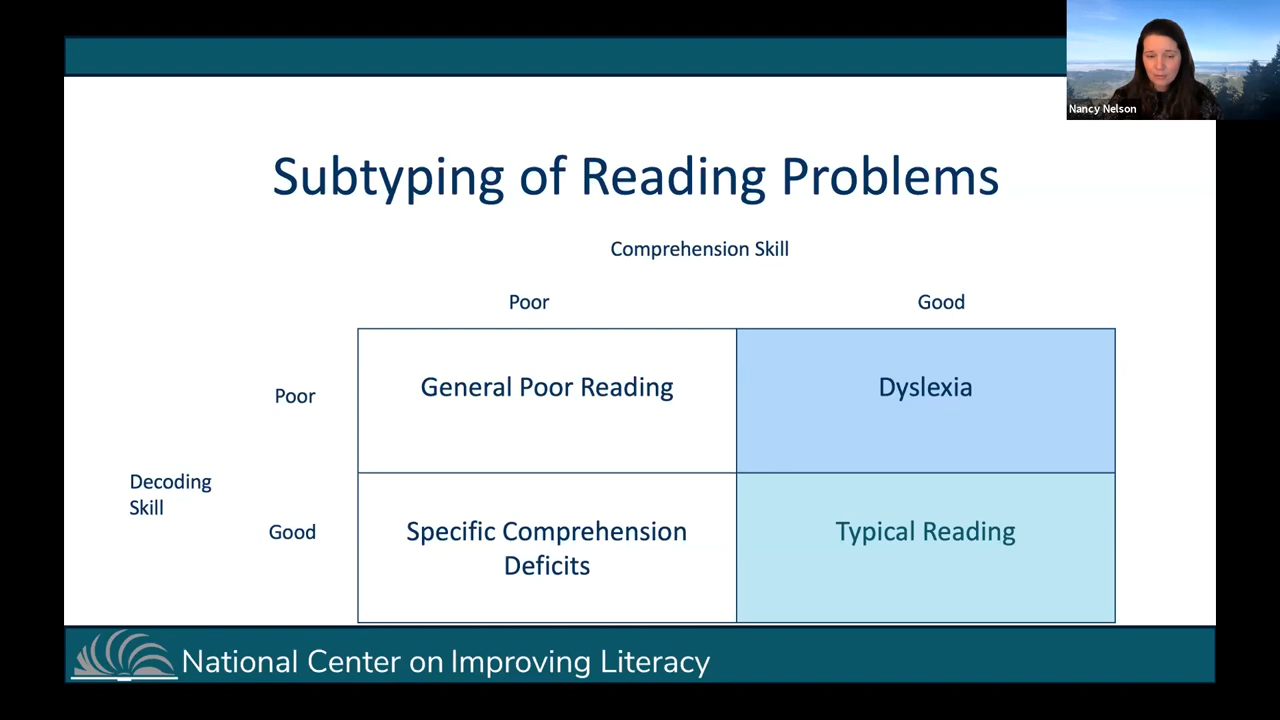 Nancy Nelson
Subtyping of Reading Problems
Comprehension Skill
Poor
Good
Poor
General Poor Reading
Dyslexia
Decoding
Skill
Good
Specific Comprehension
Deficits
Typical Reading
National Center on Improving Literacy